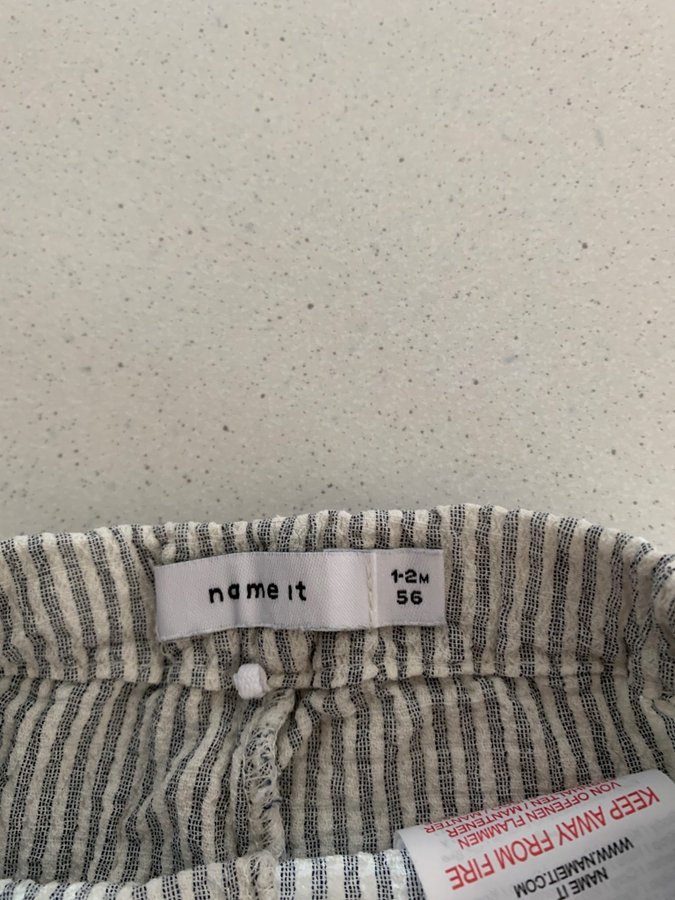 name it
1-2M
56
KEEP AWAY FROM FIRE
VON OFFENEN FLAMMEN
NAME IT
WWW.NAMEIT.COM